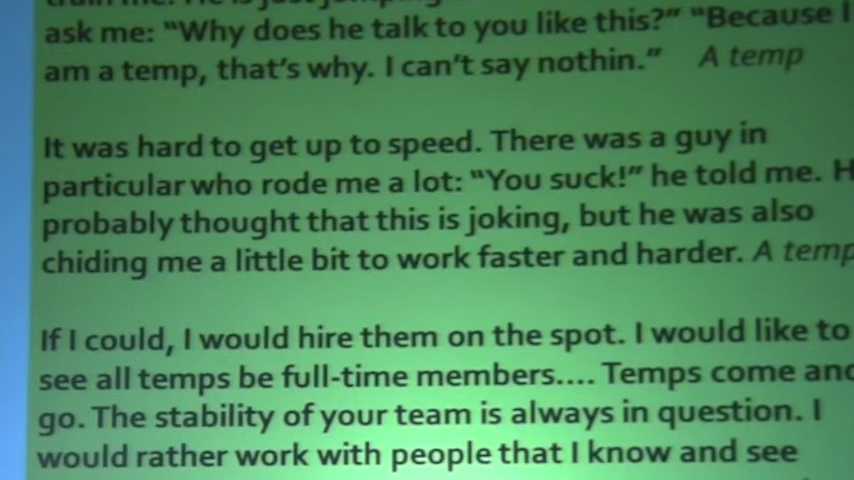 ask me: “Why does he talk to you like this?” “Because I
am a temp, that’s why. I can’t say nothin.” A temp
It was hard to get up to speed. There was a guy in
particular who rode me a lot: “You suck!” he told me.
probably thought that this is joking, but he was also
chiding me a little bit to work faster and harder. A temp
If I could, I would hire them on the spot. I would like to
see all temps be full-time members…. Temps come and
go. The stability of your team is always in question. I
would rather work with people that I know and see